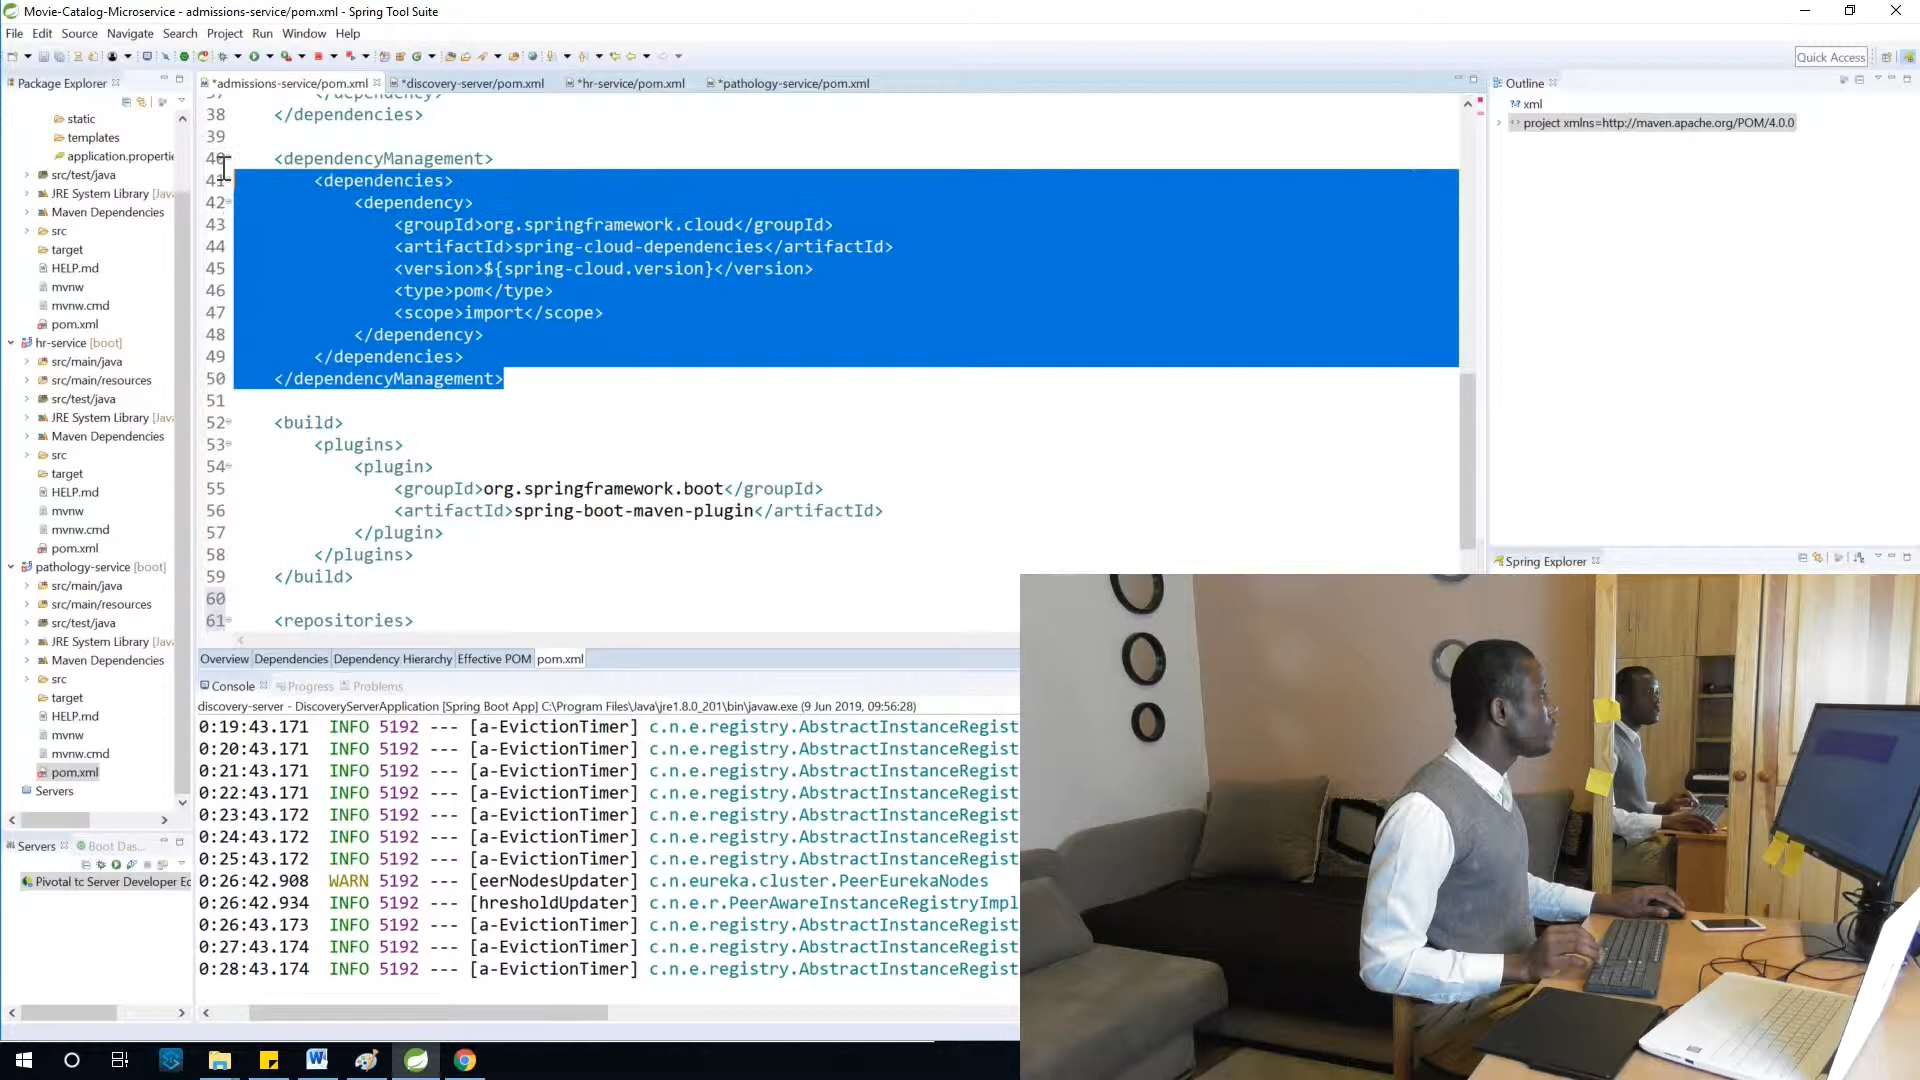 Movie-Catalog-Microservice - admissions-service/pom.xml - Spring Tool Suite
File Edit Source Navigate Search Project Run Window Help
Quick Access
Package Explorer
*admissions-service/pom.xml *discovery-server/pom.xml *hr-service/pom.xml *pathology-service/pom.xml
static
templates
application.propertie
src/test/java
JRE System Library [Jav
Maven Dependencies
src
target
HELP.md
mvnw
mvnw.cmd
pom.xml
hr-service [boot]
src/main/java
src/main/resources
src/test/java
JRE System Library [Jav
Maven Dependencies
src
target
HELP.md
mvnw
mvnw.cmd
pom.xml
pathology-service [boot]
src/main/java
src/main/resources
src/test/java
JRE System Library [Jav
Maven Dependencies
src
target
HELP.md
mvnw
mvnw.cmd
pom.xml
Servers
Servers Boot Das...
Pivotal tc Server Developer Ec
37 </dependency>
38 </dependencies>
39
40 <dependencyManagement>
41 <dependencies>
42 <dependency>
43 <groupId>org.springframework.cloud</groupId>
44 <artifactId>spring-cloud-dependencies</artifactId>
45 <version>${spring-cloud.version}</version>
46 <type>pom</type>
47 <scope>import</scope>
48 </dependency>
49 </dependencies>
50 </dependencyManagement>
51
52 <build>
53 <plugins>
54 <plugin>
55 <groupId>org.springframework.boot</groupId>
56 <artifactId>spring-boot-maven-plugin</artifactId>
57 </plugin>
58 </plugins>
59 </build>
60
61 <repositories>
Overview Dependencies Dependency Hierarchy Effective POM pom.xml
Console Progress Problems
discovery-server - DiscoveryServerApplication [Spring Boot App] C:\Program Files\Java\jre1.8.0_201\bin\javaw.exe (9 Jun 2019, 09:56:28)
0:19:43.171 INFO 5192 --- [a-EvictionTimer] c.n.e.registry.AbstractInstanceRegist
0:20:43.171 INFO 5192 --- [a-EvictionTimer] c.n.e.registry.AbstractInstanceRegist
0:21:43.171 INFO 5192 --- [a-EvictionTimer] c.n.e.registry.AbstractInstanceRegist
0:22:43.171 INFO 5192 --- [a-EvictionTimer] c.n.e.registry.AbstractInstanceRegist
0:23:43.172 INFO 5192 --- [a-EvictionTimer] c.n.e.registry.AbstractInstanceRegist
0:24:43.172 INFO 5192 --- [a-EvictionTimer] c.n.e.registry.AbstractInstanceRegist
0:25:43.172 INFO 5192 --- [a-EvictionTimer] c.n.e.registry.AbstractInstanceRegist
0:26:42.908 WARN 5192 --- [eerNodesUpdater] c.n.eureka.cluster.PeerEurekaNodes
0:26:42.934 INFO 5192 --- [hresholdUpdater] c.n.e.r.PeerAwareInstanceRegistryImpl
0:26:43.173 INFO 5192 --- [a-EvictionTimer] c.n.e.registry.AbstractInstanceRegist
0:27:43.174 INFO 5192 --- [a-EvictionTimer] c.n.e.registry.AbstractInstanceRegist
0:28:43.174 INFO 5192 --- [a-EvictionTimer] c.n.e.registry.AbstractInstanceRegist
Outline
xml
project xmlns=http://maven.apache.org/POM/4.0.0
Spring Explorer